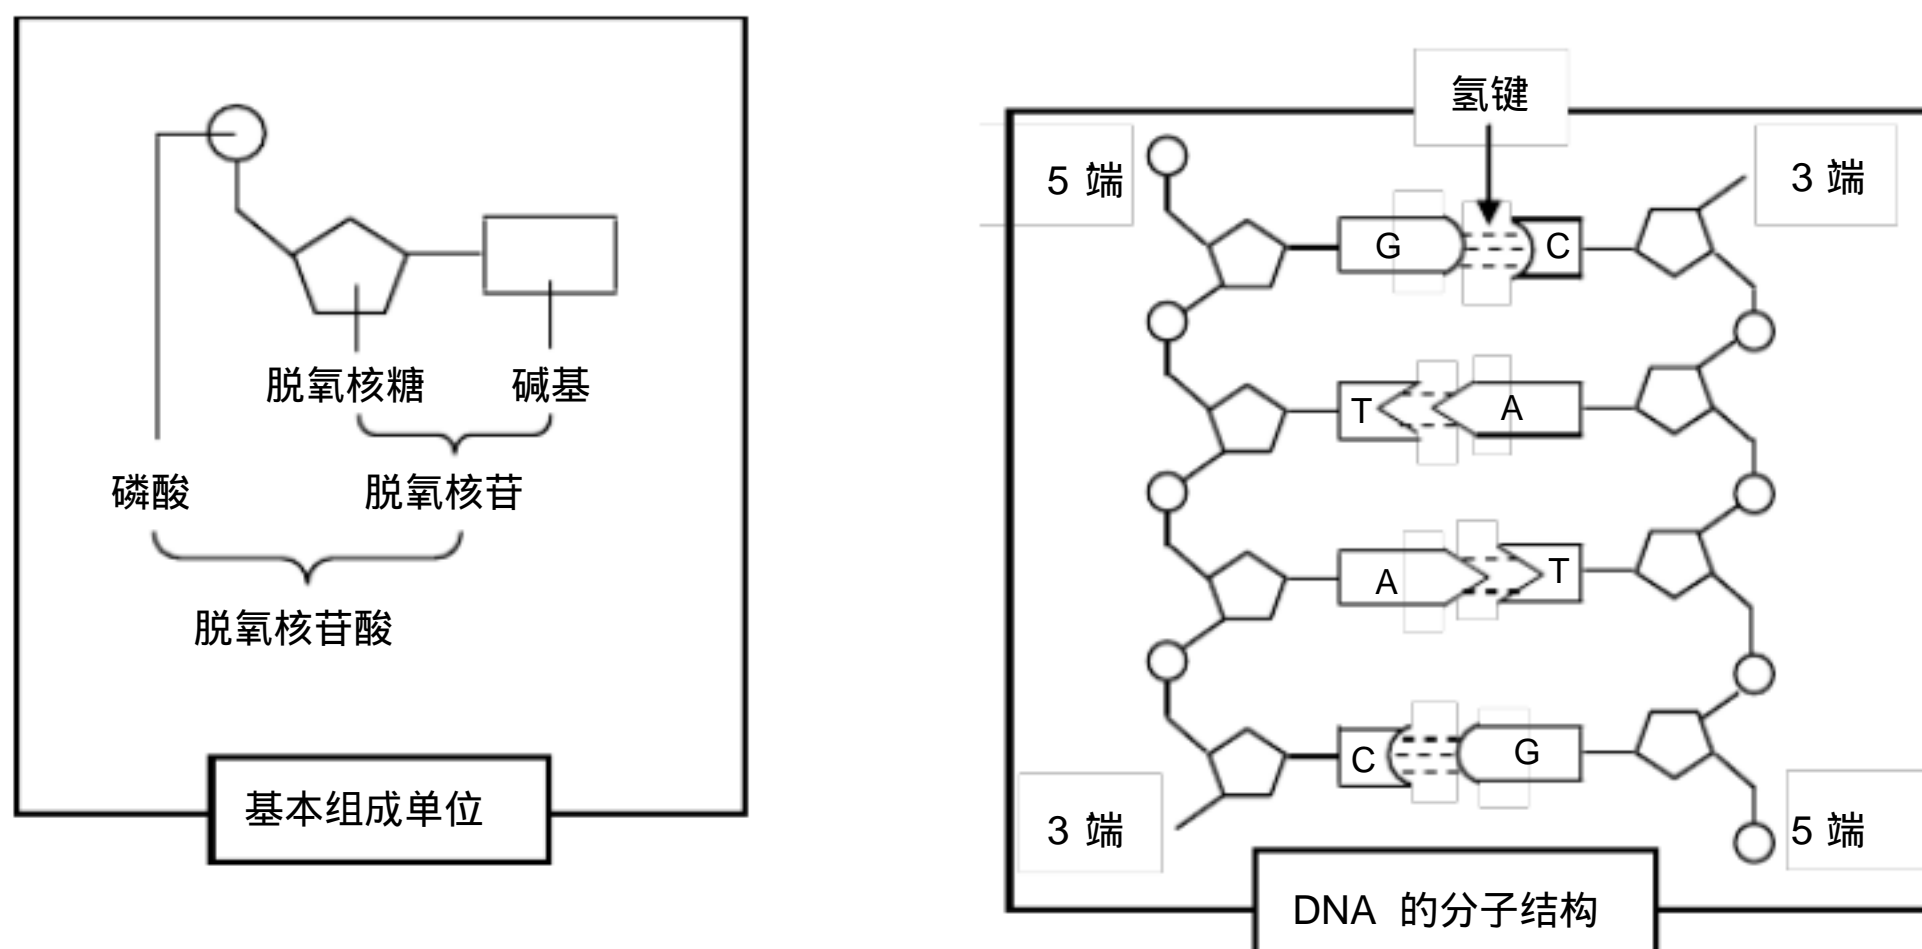 脱氧核糖
碱基
磷酸
脱氧核苷
脱氧核苷酸
基本组成单位
氢键
5 端
3 端
G
C
T
A
A
T
C
G
3 端
5 端
DNA 的分子结构